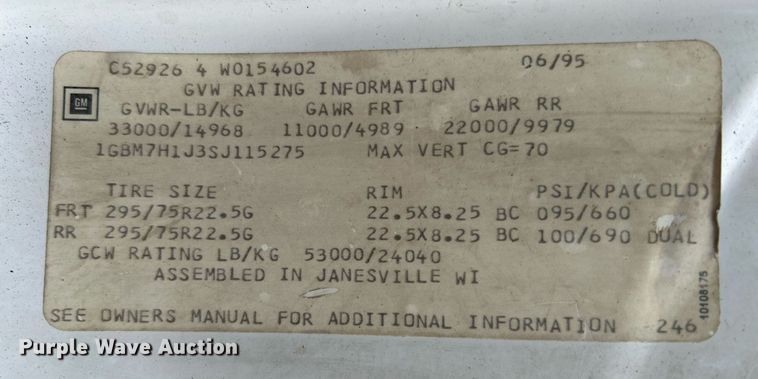 C52926 4 W0154602 06/95
GVW RATING INFORMATION
GM
GVWR-LB/KG GAWR FRT GAWR RR
33000/14968 11000/4989 22000/9979
1GBM7H1J3SJ115275 MAX VERT CG=70
TIRE SIZE RIM PSI/KPA(COLD)
FRT 295/75R22.5G 22.5X8.25 BC 095/660
RR 295/75R22.5G 22.5X8.25 BC 100/690 DUAL
GCW RATING LB/KG 53000/24040
ASSEMBLED IN JANESVILLE WI
10108175
SEE OWNERS MANUAL FOR ADDITIONAL INFORMATION 246
Purple Wave Auction